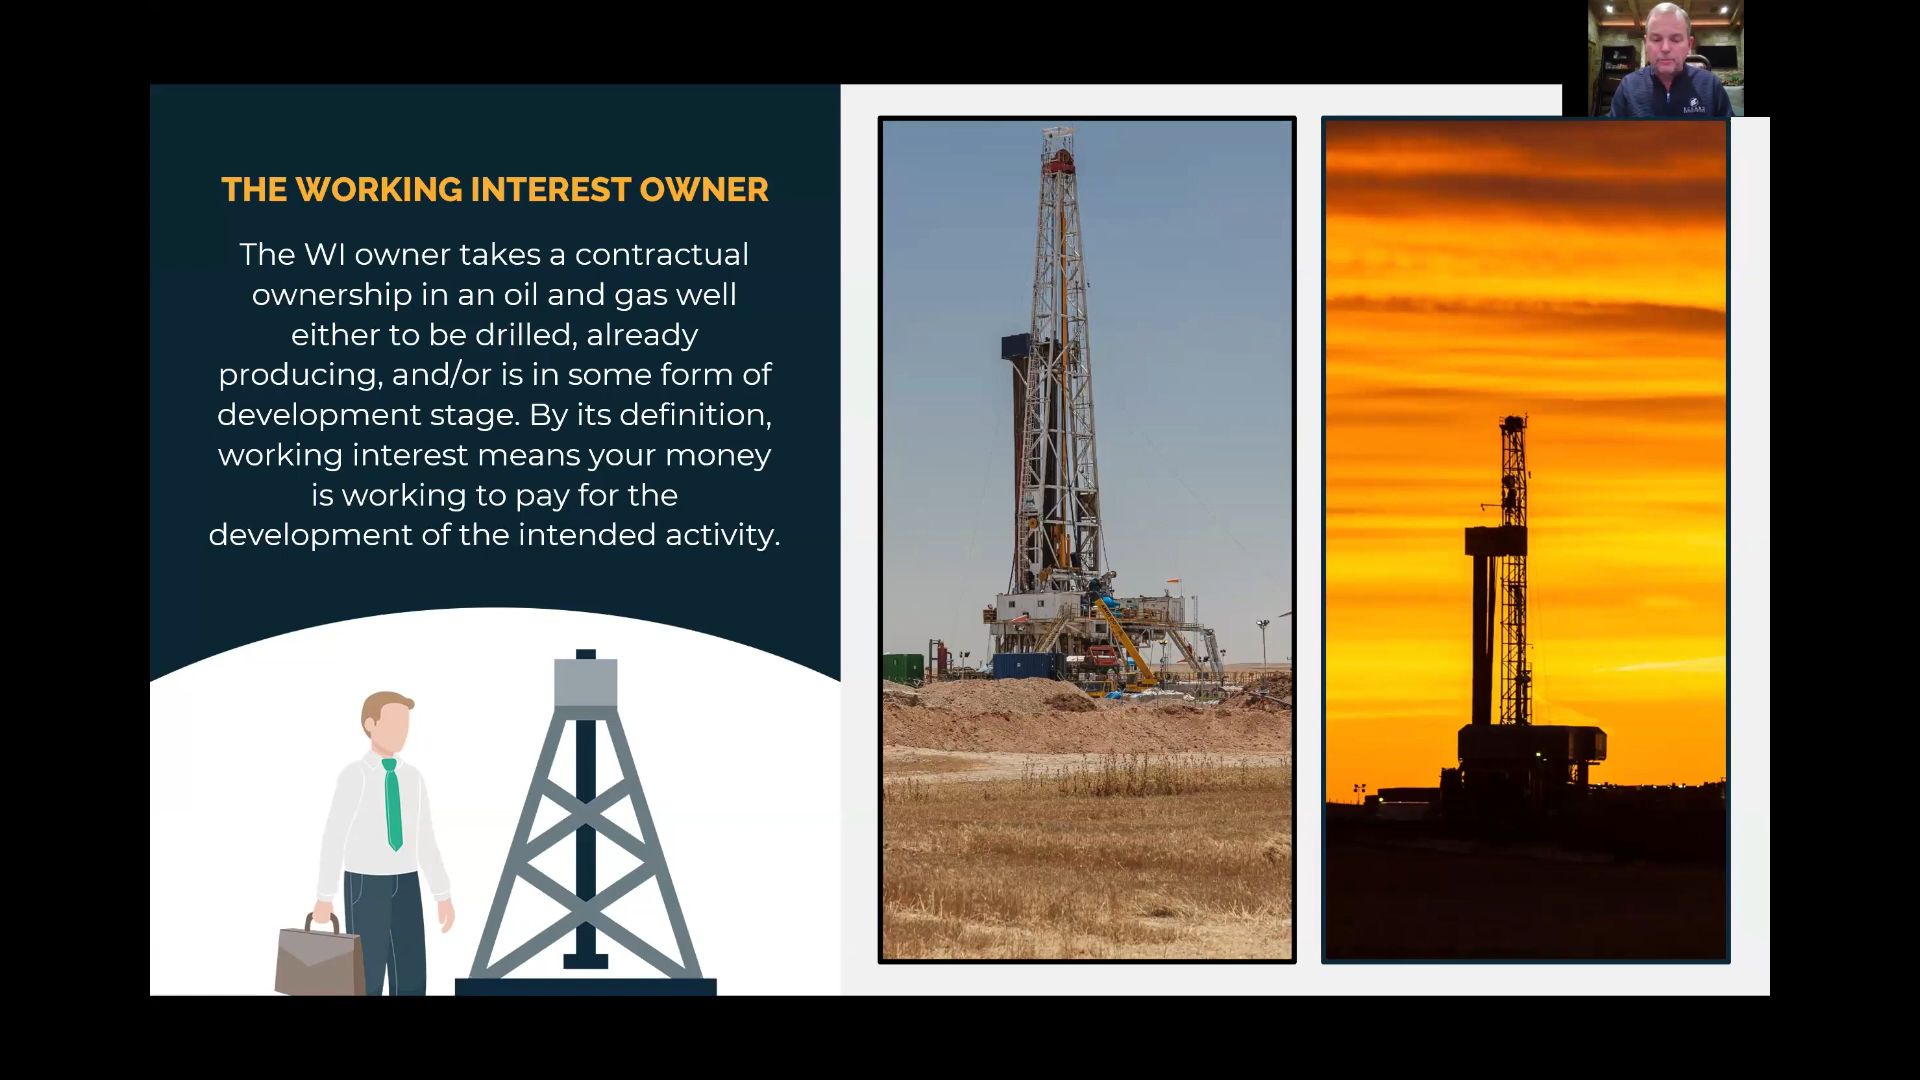 THE WORKING INTEREST OWNER
The WI owner takes a contractual
ownership in an oil and gas well
either to be drilled, already
producing, and/or is in some form of
development stage. By its definition,
working interest means your money
is working to pay for the
development of the intended activity.